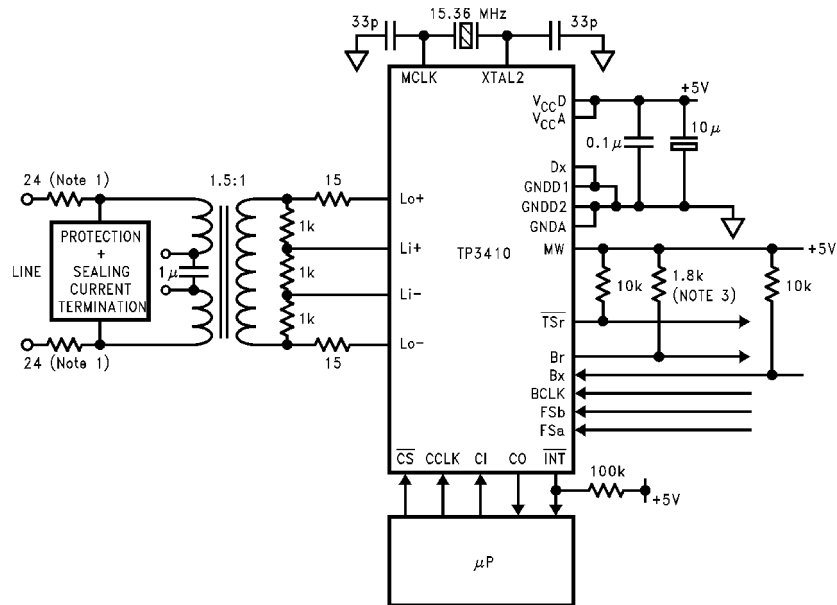 33p
15.36 MHz
33p
MCLK
XTAL2
VCCD
VCCA
+5V
0.1μ
10μ
Dx
GNDD1
GNDD2
GNDA
MW
+5V
24 (Note 1)
1.5:1
15
Lo+
1k
Li+
PROTECTION
+
SEALING
CURRENT
TERMINATION
LINE
1μ
1k
TP3410
Li-
1k
Lo-
24 (Note 1)
15
10k
1.8k
(NOTE 3)
10k
TSr
Br
Bx
BCLK
FSb
FSa
CS
CCLK
CI
CO
INT
100k
+5V
μP